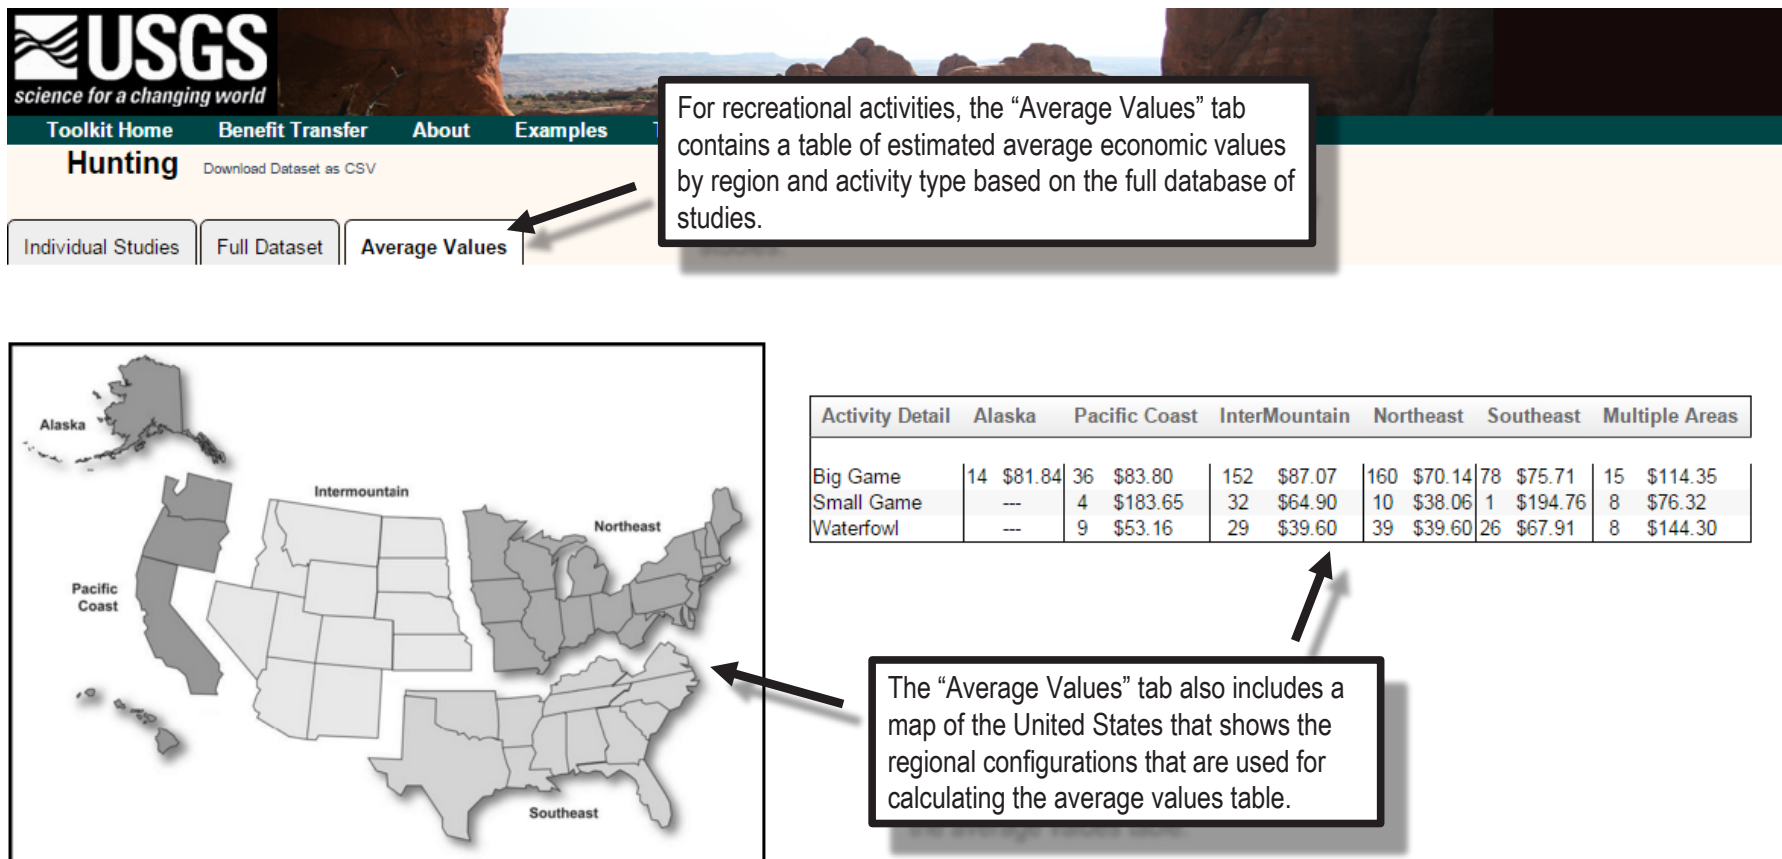 USGS
science for a changing world
Toolkit Home Benefit Transfer About Examples
Hunting Download Dataset as CSV
For recreational activities, the “Average Values” tab
contains a table of estimated average economic values
by region and activity type based on the full database of
studies.
Individual Studies Full Dataset Average Values
Alaska
Intermountain
Northeast
Pacific
Coast
Southeast
Activity Detail Alaska Pacific Coast InterMountain Northeast Southeast Multiple Areas
Big Game 14 $81.84 36 $83.80 152 $87.07 160 $70.14 78 $75.71 15 $114.35
Small Game --- 4 $183.65 32 $64.90 10 $38.06 1 $194.76 8 $76.32
Waterfowl --- 9 $53.16 29 $39.60 39 $39.60 26 $67.91 8 $144.30
The “Average Values” tab also includes a
map of the United States that shows the
regional configurations that are used for
calculating the average values table.